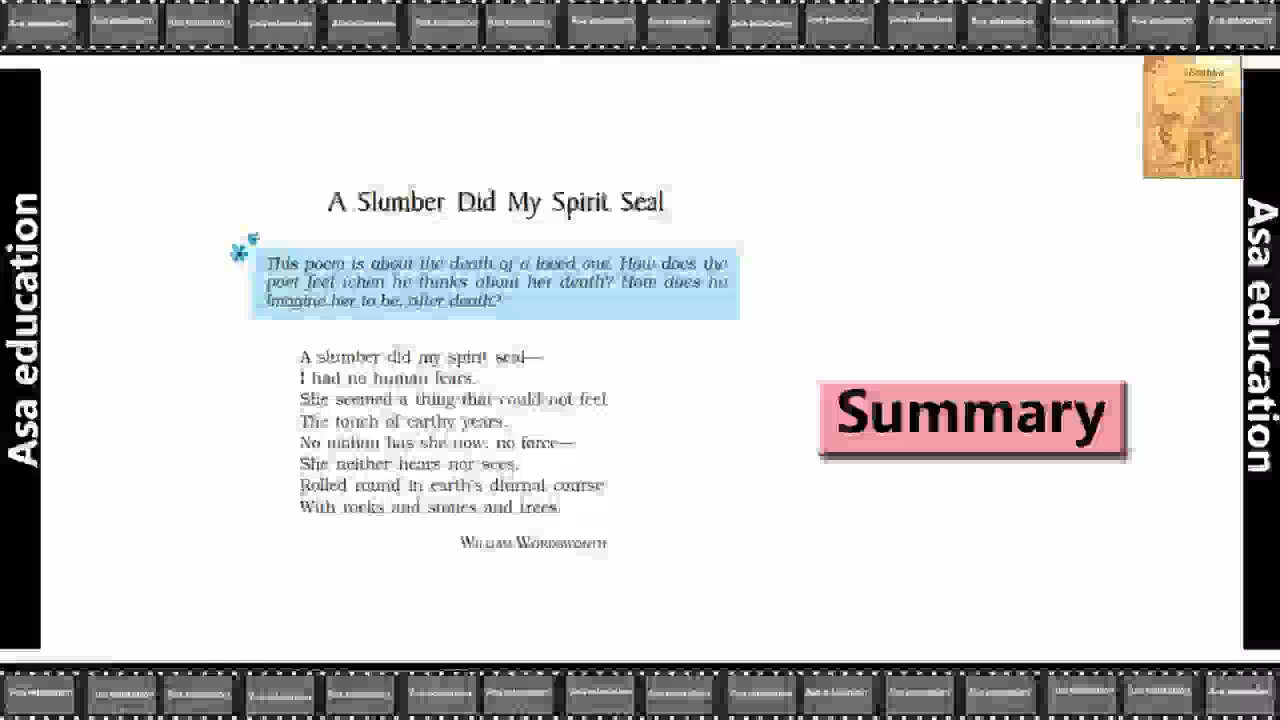 Asa education
A Slumber Did My Spirit Seal
This poem is about the death of a loved one. How does the
poet feel when he thinks about her death? How does he
imagine her to be, after death?
A slumber did my spirit seal—
I had no human fears.
She seemed a thing that could not feel
The touch of earthy years.
No motion has she now, no force—
She neither hears nor sees,
Rolled round in earth's diurnal course
With rocks and stones and trees.
WILLIAM WORDSWORTH
Summary
Asa education